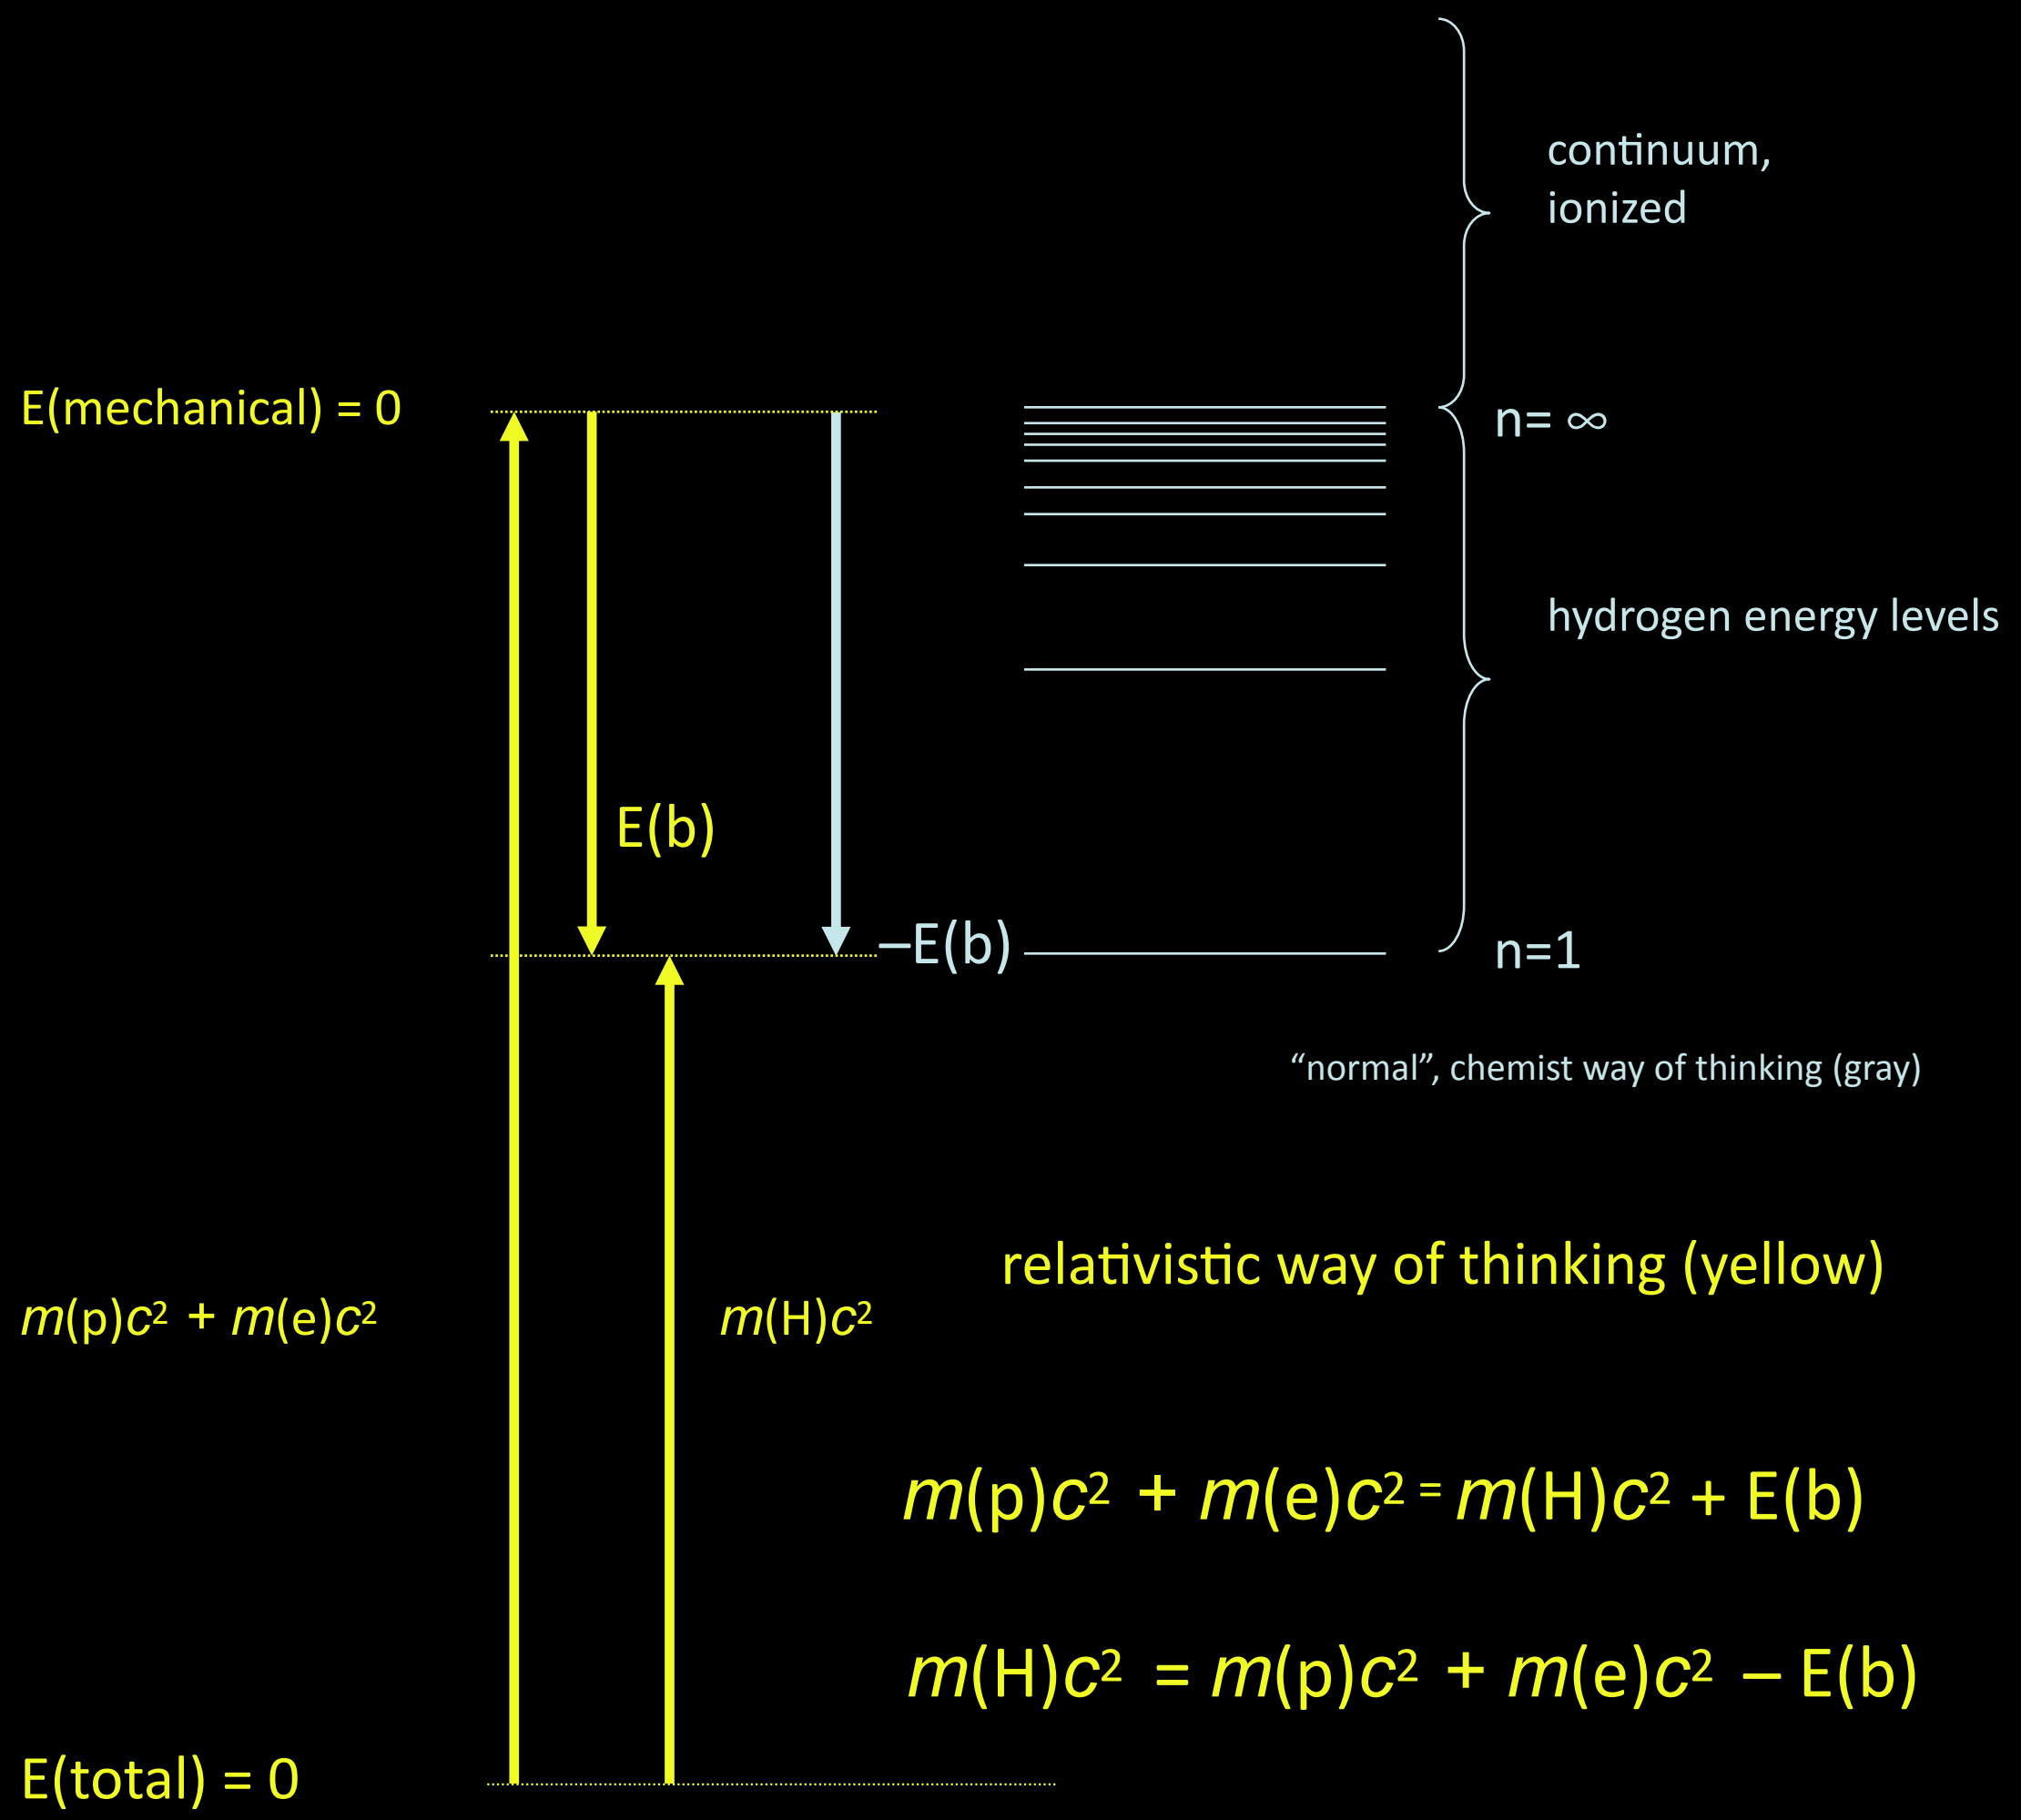 continuum,
ionized
E(mechanical) = 0
n= ∞
hydrogen energy levels
E(b)
–E(b)
n=1
“normal”, chemist way of thinking (gray)
relativistic way of thinking (yellow)
m(p)c² + m(e)c²
m(H)c²
m(p)c² + m(e)c² = m(H)c² + E(b)
m(H)c² = m(p)c² + m(e)c² – E(b)
E(total) = 0